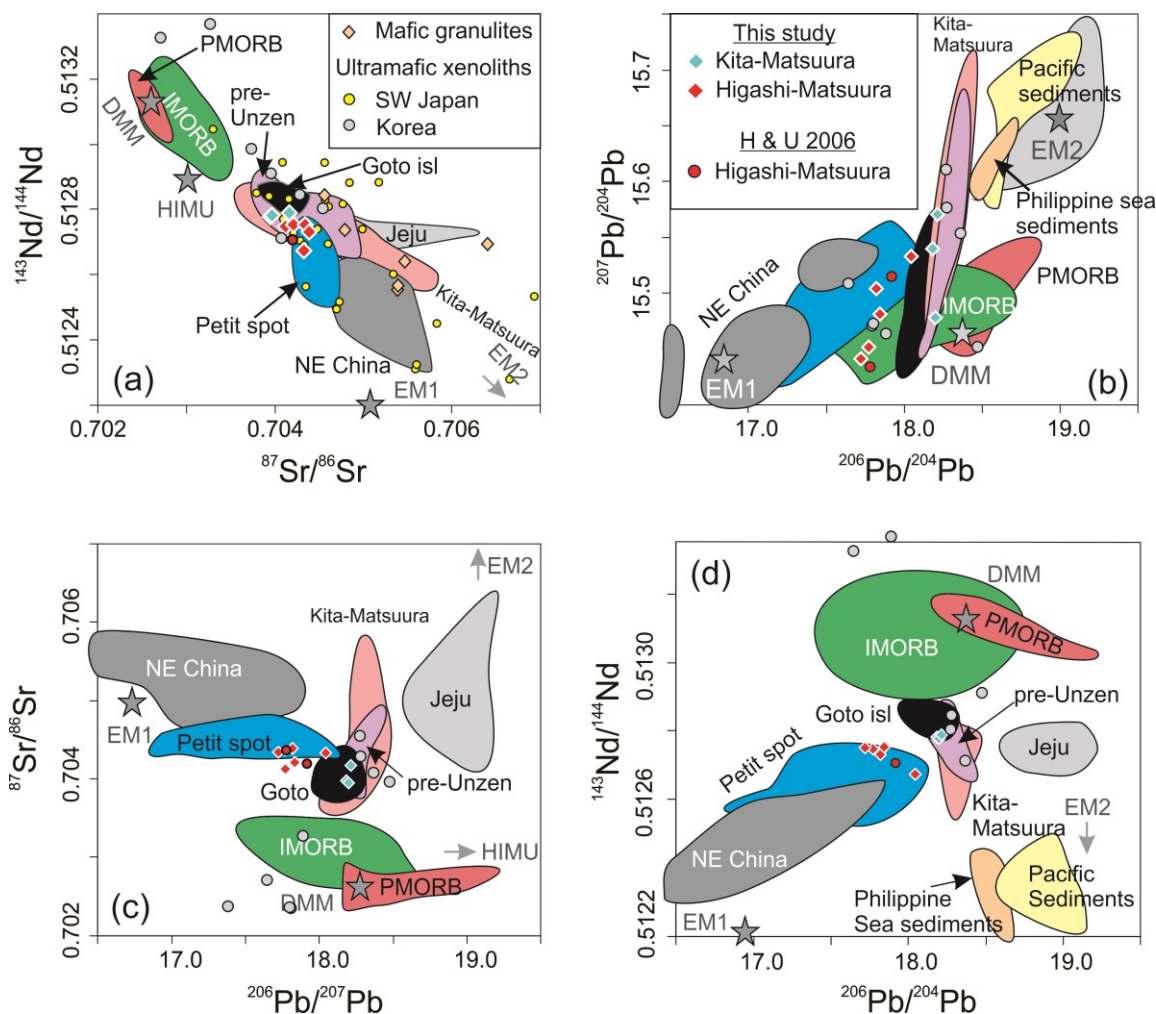 Mafic granulites
Ultramafic xenoliths
SW Japan
Korea
PMORB
DMM
IMORB
HIMU
pre-
Unzen
Goto isl
Jeju
Kita-Matsuura
Petit spot
NE China
EM1
EM2
(a)
0.5132
0.5128
0.5124
¹⁴³Nd/¹⁴⁴Nd
0.702
0.704
0.706
⁸⁷Sr/⁸⁶Sr
This study
Kita-Matsuura
Higashi-Matsuura
H & U 2006
Higashi-Matsuura
Kita-
Matsuura
Pacific
sediments
EM2
Philippine sea
sediments
PMORB
IMORB
DMM
NE China
EM1
(b)
15.7
15.6
15.5
²⁰⁷Pb/²⁰⁴Pb
17.0
18.0
19.0
²⁰⁶Pb/²⁰⁴Pb
EM2
Kita-Matsuura
NE China
EM1
Petit spot
Jeju
Goto
pre-Unzen
IMORB
HIMU
PMORB
DMM
(c)
0.706
0.704
0.702
⁸⁷Sr/⁸⁶Sr
17.0
18.0
19.0
²⁰⁶Pb/²⁰⁷Pb
(d)
DMM
PMORB
IMORB
Goto isl
pre-Unzen
Petit spot
Jeju
NE China
Kita-
Matsuura
EM2
Philippine
Sea sediments
Pacific
Sediments
EM1
0.5130
0.5126
0.5122
¹⁴³Nd/¹⁴⁴Nd
17.0
18.0
19.0
²⁰⁶Pb/²⁰⁴Pb